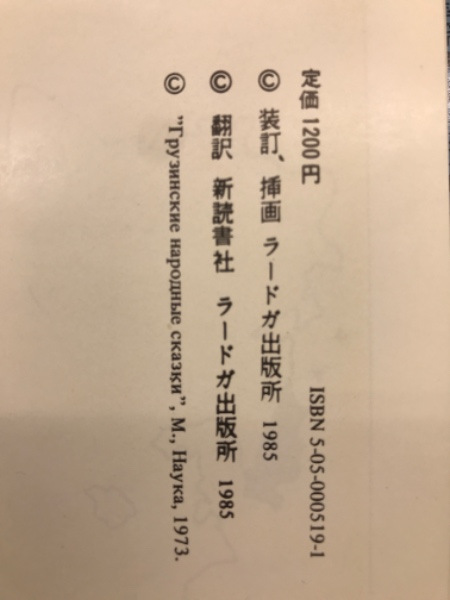 定価 1200円
ISBN 5-05-000519-1
© 装訂、挿画 ラードガ出版所 1985
© 翻訳 新読書社 ラードガ出版所 1985
© ”Грузинские народные сказки”, М., Наука, 1973.